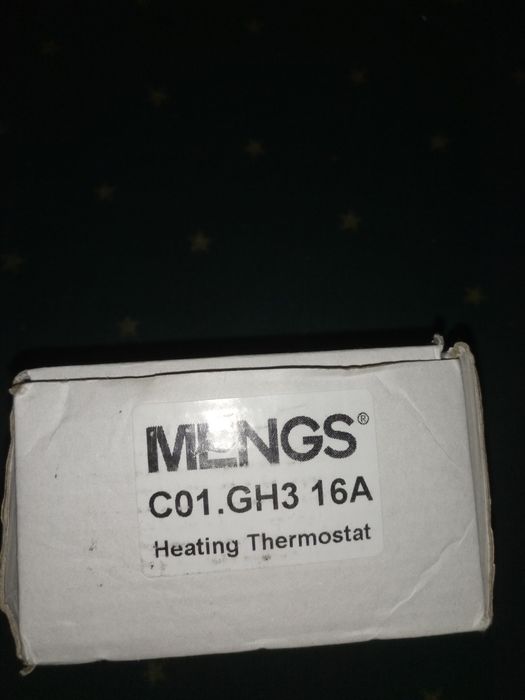 MENGS®
C01.GH3 16A
Heating Thermostat